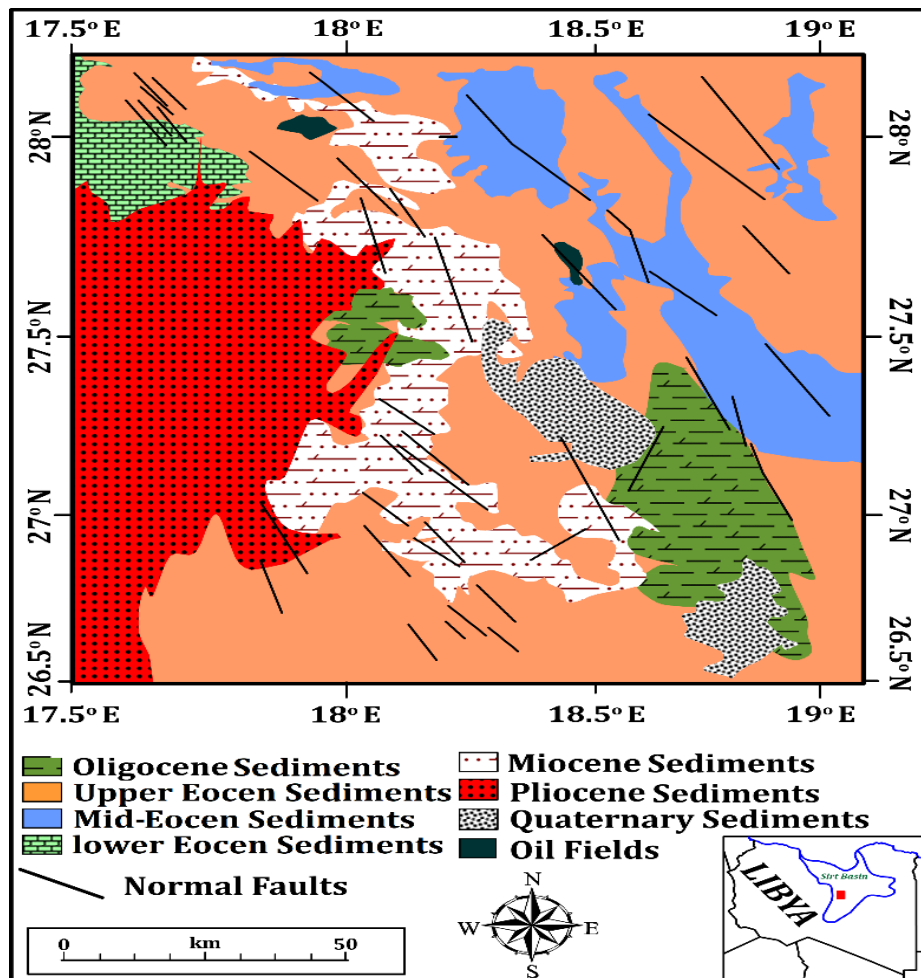 17.5° E 18° E 18.5° E 19° E
28°N 28°N
27.5°N 27.5°N
27°N 27°N
26.5°N 26.5°N
17.5° E 18° E 18.5° E 19° E
Oligocene Sediments
Upper Eocen Sediments
Mid-Eocen Sediments
lower Eocen Sediments
Normal Faults
Miocene Sediments
Pliocene Sediments
Quaternary Sediments
Oil Fields
0 km 50
N
W E
S
Sirt Basin
LIBYA